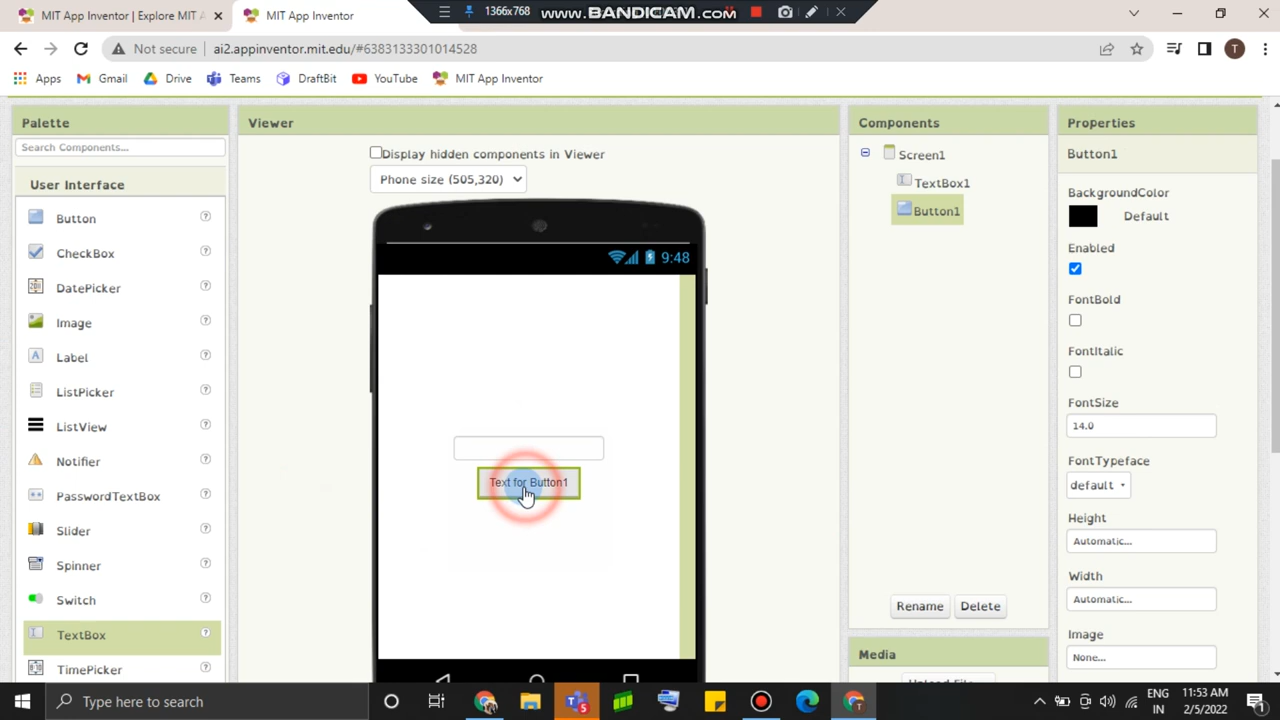 MIT App Inventor | Explore MIT A
MIT App Inventor
1366x768
www.BANDICAM.com
Not secure
ai2.appinventor.mit.edu/#6383133301014528
T
Apps
Gmail
Drive
Teams
DraftBit
YouTube
MIT App Inventor
Palette
Search Components...
User Interface
Button
CheckBox
DatePicker
Image
Label
ListPicker
ListView
Notifier
PasswordTextBox
Slider
Spinner
Switch
TextBox
TimePicker
Viewer
Display hidden components in Viewer
Phone size (505,320)
9:48
Text for Button1
Components
Screen1
TextBox1
Button1
Rename
Delete
Media
Properties
Button1
BackgroundColor
Default
Enabled
FontBold
FontItalic
FontSize
14.0
FontTypeface
default
Height
Automatic...
Width
Automatic...
Image
None...
Type here to search
ENG
IN
11:53 AM
2/5/2022